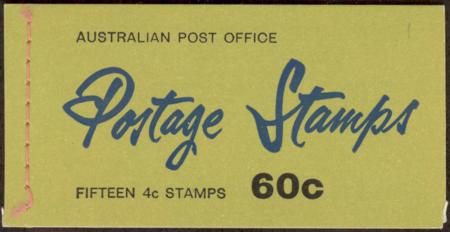 AUSTRALIAN POST OFFICE
Postage Stamps
FIFTEEN 4c STAMPS 60c